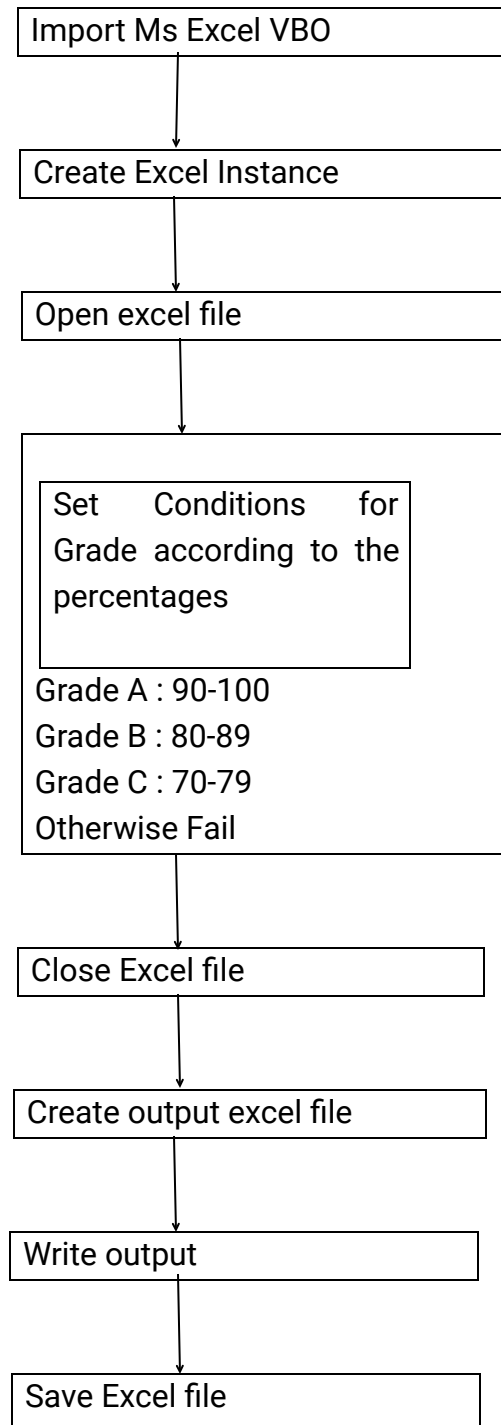 Import Ms Excel VBO
Create Excel Instance
Open excel file
Set Conditions for
Grade according to the
percentages
Grade A : 90-100
Grade B : 80-89
Grade C : 70-79
Otherwise Fail
Close Excel file
Create output excel file
Write output
Save Excel file